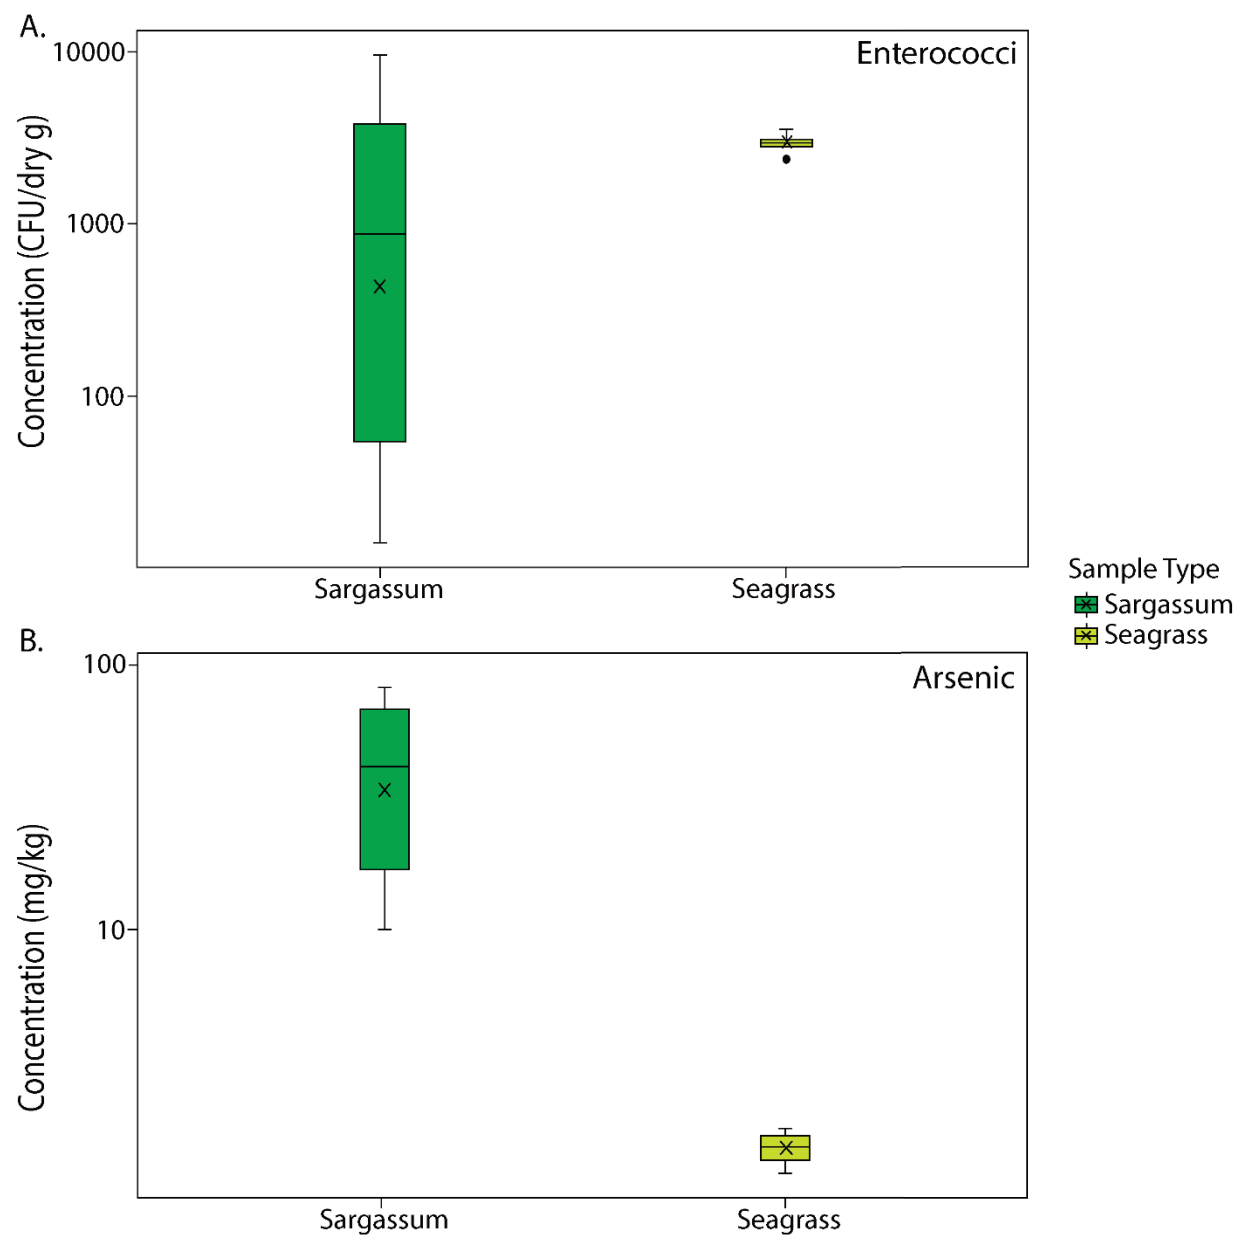 A.
Enterococci
Concentration (CFU/dry g)
10000
1000
100
Sargassum Seagrass
Sample Type
Sargassum
Seagrass
B.
Arsenic
Concentration (mg/kg)
100
10
Sargassum Seagrass